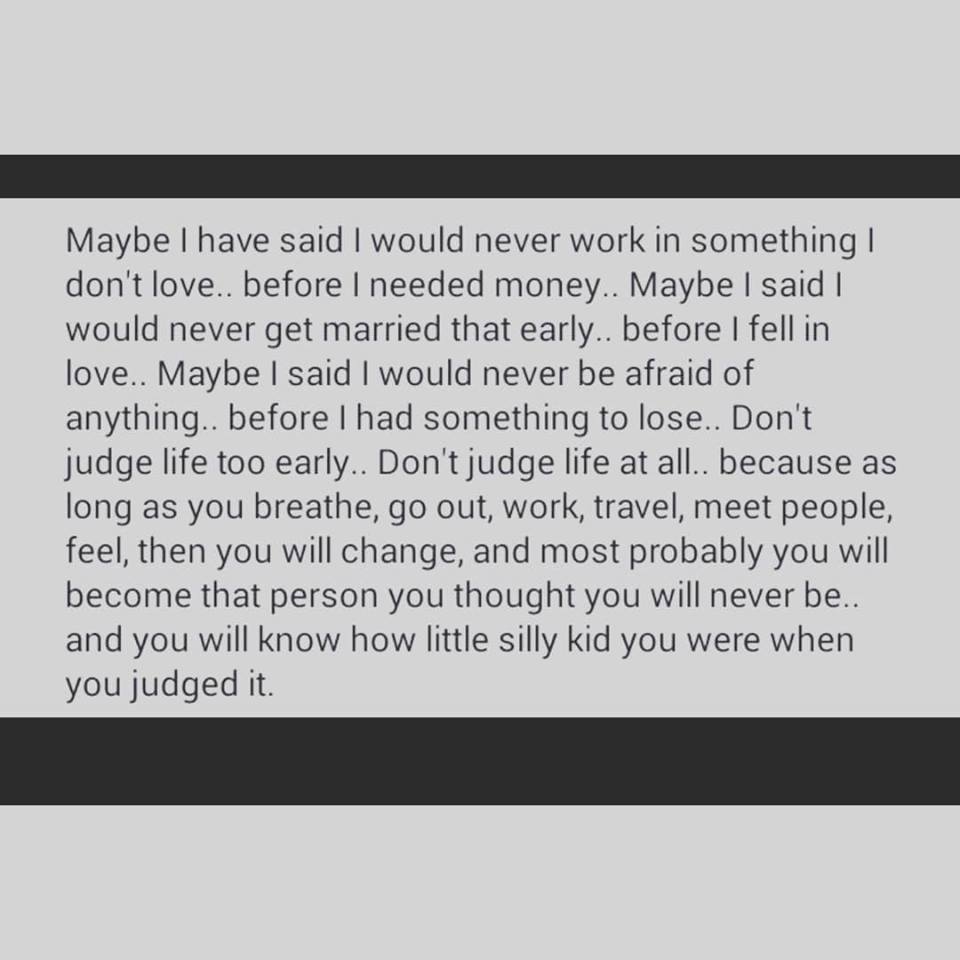 Maybe I have said I would never work in something I
don't love.. before I needed money.. Maybe I said I
would never get married that early.. before I fell in
love.. Maybe I said I would never be afraid of
anything.. before I had something to lose.. Don't
judge life too early.. Don't judge life at all.. because as
long as you breathe, go out, work, travel, meet people,
feel, then you will change, and most probably you will
become that person you thought you will never be..
and you will know how little silly kid you were when
you judged it.